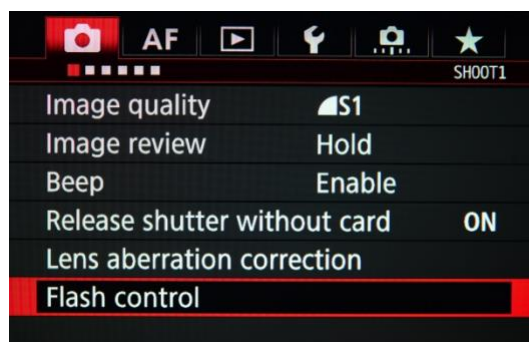 AF
SHOOT1
Image quality S1
Image review Hold
Beep Enable
Release shutter without card ON
Lens aberration correction
Flash control